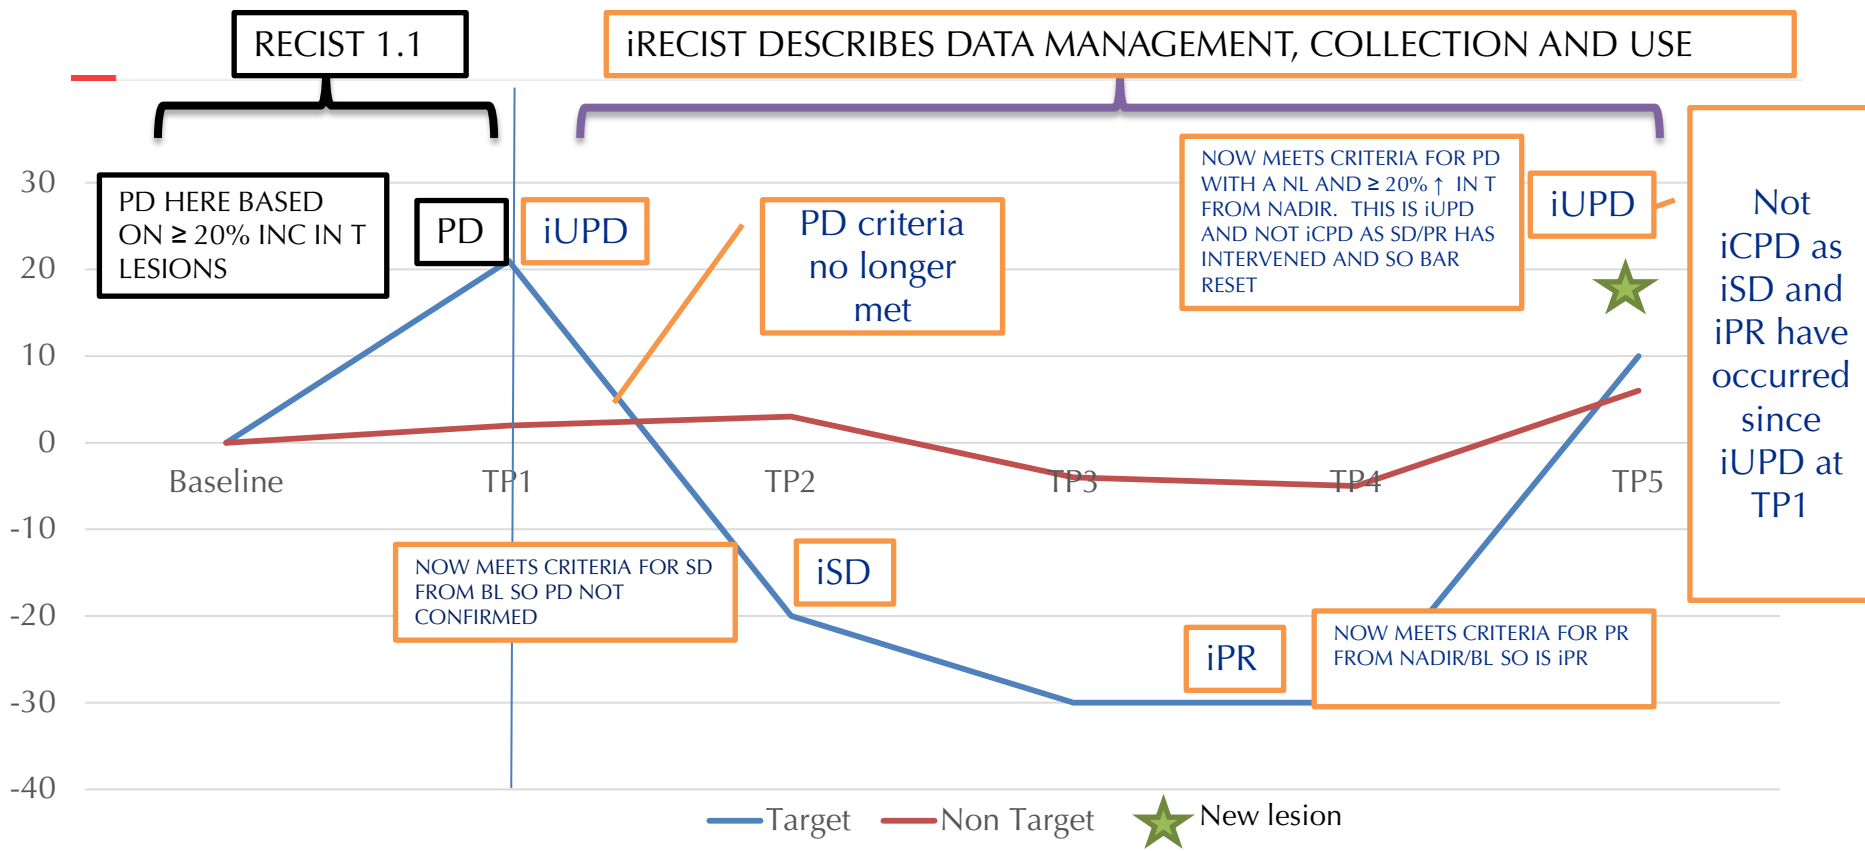 RECIST 1.1
iRECIST DESCRIBES DATA MANAGEMENT, COLLECTION AND USE
30
20
10
0
-10
-20
-30
-40
PD HERE BASED
ON ≥ 20% INC IN T
LESIONS
PD
iUPD
PD criteria
no longer
met
NOW MEETS CRITERIA FOR PD
WITH A NL AND ≥ 20% ↑ IN T
FROM NADIR. THIS IS iUPD
AND NOT iCPD AS SD/PR HAS
INTERVENED AND SO BAR
RESET
iUPD
Not
iCPD as
iSD and
iPR have
occurred
since
iUPD at
TP1
Baseline
TP1
TP2
TP3
TP4
TP5
NOW MEETS CRITERIA FOR SD
FROM BL SO PD NOT
CONFIRMED
iSD
iPR
NOW MEETS CRITERIA FOR PR
FROM NADIR/BL SO IS iPR
Target
Non Target
New lesion